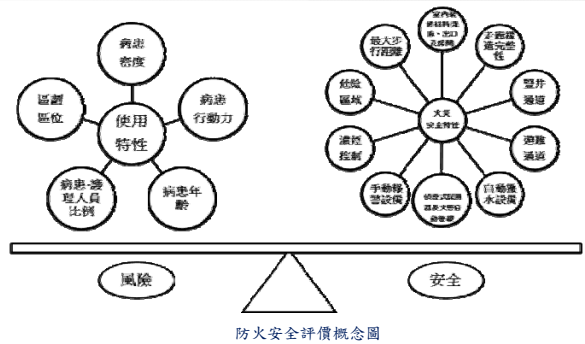 病患
密度
區劃
區位
使用
特性
病患
行動力
病患-護
理人員
比例
病患年
齡
最大步
行距離
完整
性
危險
區域
火災
安全特性
豎井
通道
濃煙
控制
避難
通道
手動報
警設備
自動灑
水設備
風險
安全
防火安全評價概念圖